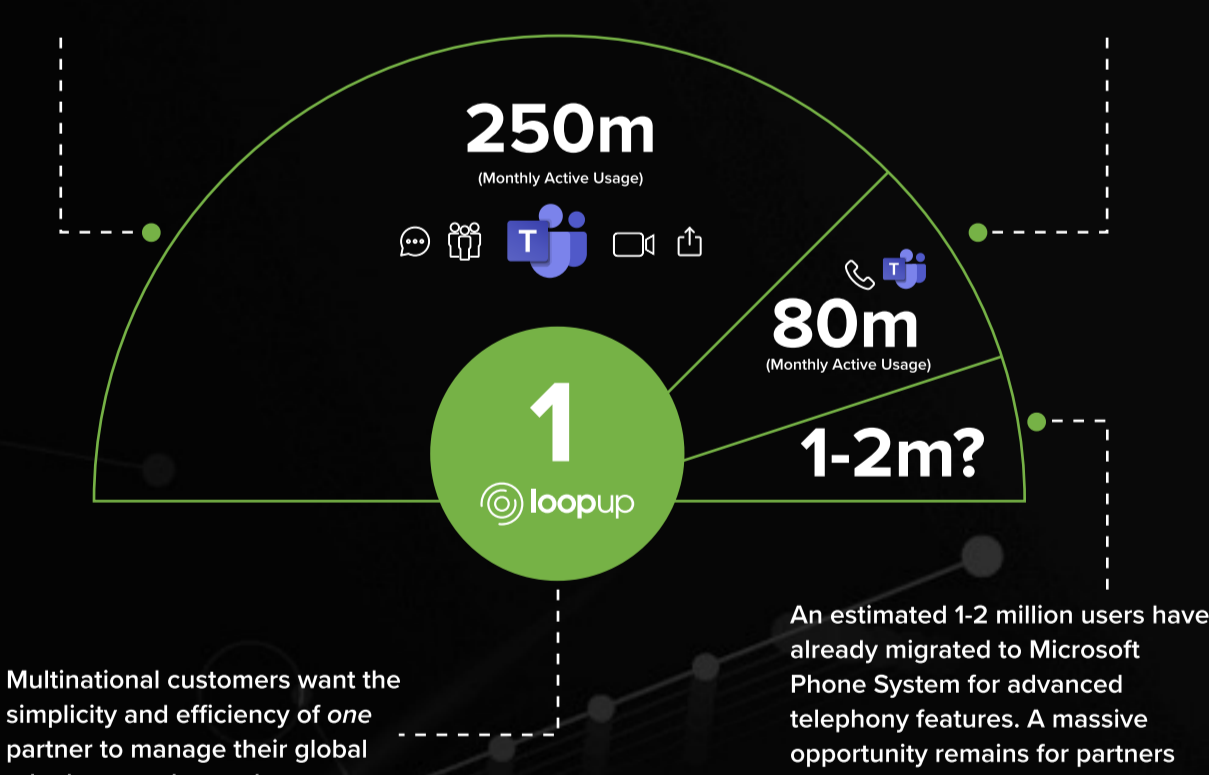 250m
(Monthly Active Usage)
T
T
80m
(Monthly Active Usage)
1
loopup
1-2m?
An estimated 1-2 million users have
already migrated to Microsoft
Phone System for advanced
telephony features. A massive
opportunity remains for partners
Multinational customers want the
simplicity and efficiency of one
partner to manage their global